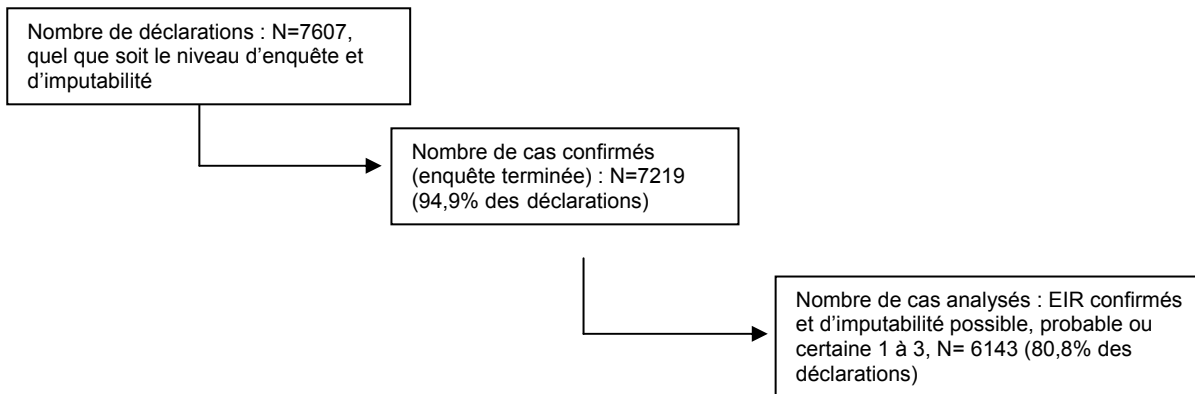 Nombre de déclarations : N=7607,
quel que soit le niveau d’enquête et
d’imputabilité
Nombre de cas confirmés
(enquête terminée) : N=7219
(94,9% des déclarations)
Nombre de cas analysés : EIR confirmés
et d’imputabilité possible, probable ou
certaine 1 à 3, N= 6143 (80,8% des
déclarations)